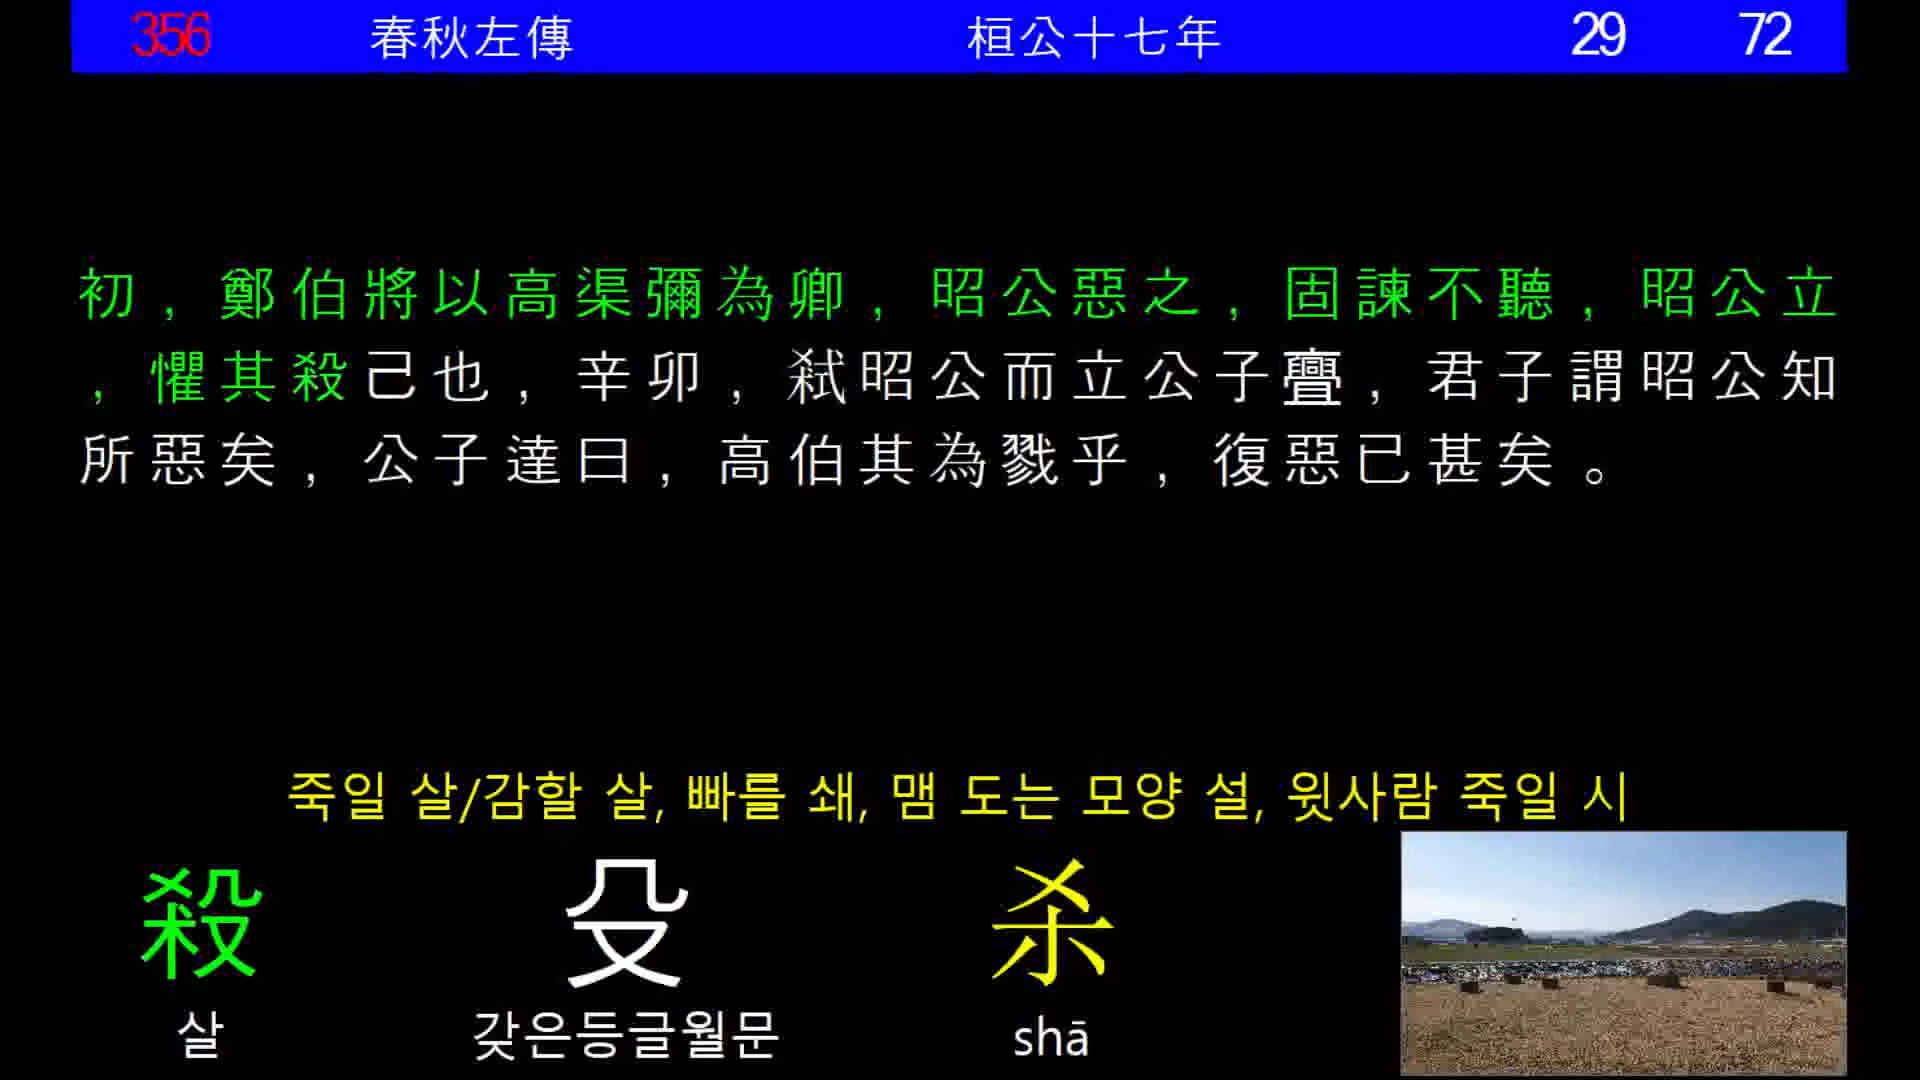 356 春秋左傳 桓公十七年 29 72
初，鄭伯將以高渠彌為卿，昭公惡之，固諫不聽，昭公立
，懼其殺己也，辛卯，弒昭公而立公子亹，君子謂昭公知
所惡矣，公子達曰，高伯其為戮乎，復惡已甚矣。
죽일 살/감할 살, 빠를 쇄, 맴 도는 모양 설, 윗사람 죽일 시
殺 殳 杀
살 갖은등글월문 shā